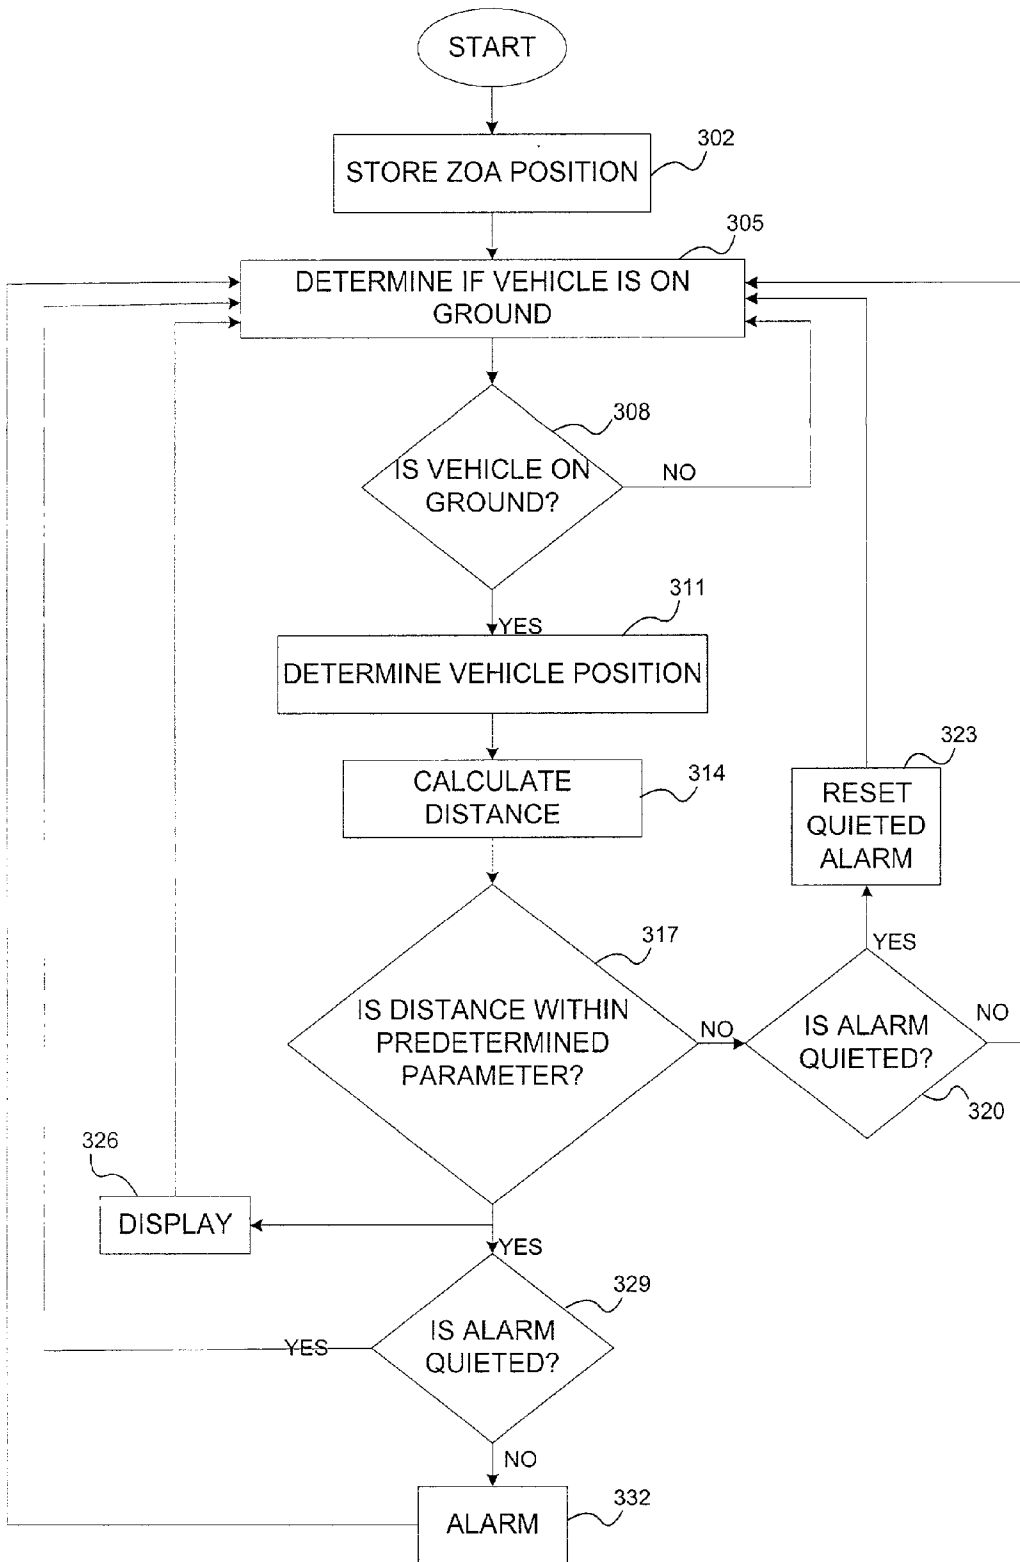 START
302
STORE ZOA POSITION
305
DETERMINE IF VEHICLE IS ON
GROUND
308
IS VEHICLE ON
GROUND?
NO
311
YES
DETERMINE VEHICLE POSITION
323
CALCULATE
DISTANCE
314
RESET
QUIETED
ALARM
317
YES
IS DISTANCE WITHIN
PREDETERMINED
PARAMETER?
NO
IS ALARM
QUIETED?
NO
320
326
DISPLAY
YES
329
IS ALARM
QUIETED?
YES
NO
ALARM
332